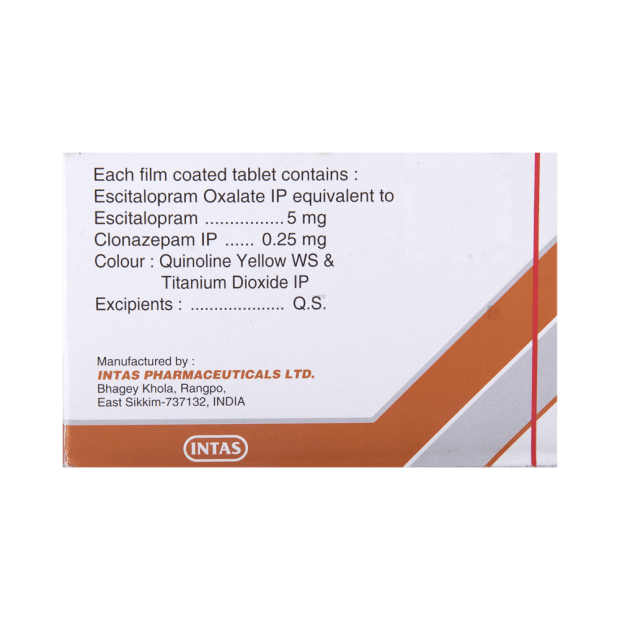 Each film coated tablet contains :
Escitalopram Oxalate IP equivalent to
Escitalopram ................5 mg
Clonazepam IP ...... 0.25 mg
Colour : Quinoline Yellow WS &
Titanium Dioxide IP
Excipients : .................... Q.S.
Manufactured by :
INTAS PHARMACEUTICALS LTD.
Bhagey Khola, Rangpo,
East Sikkim-737132, INDIA
INTAS